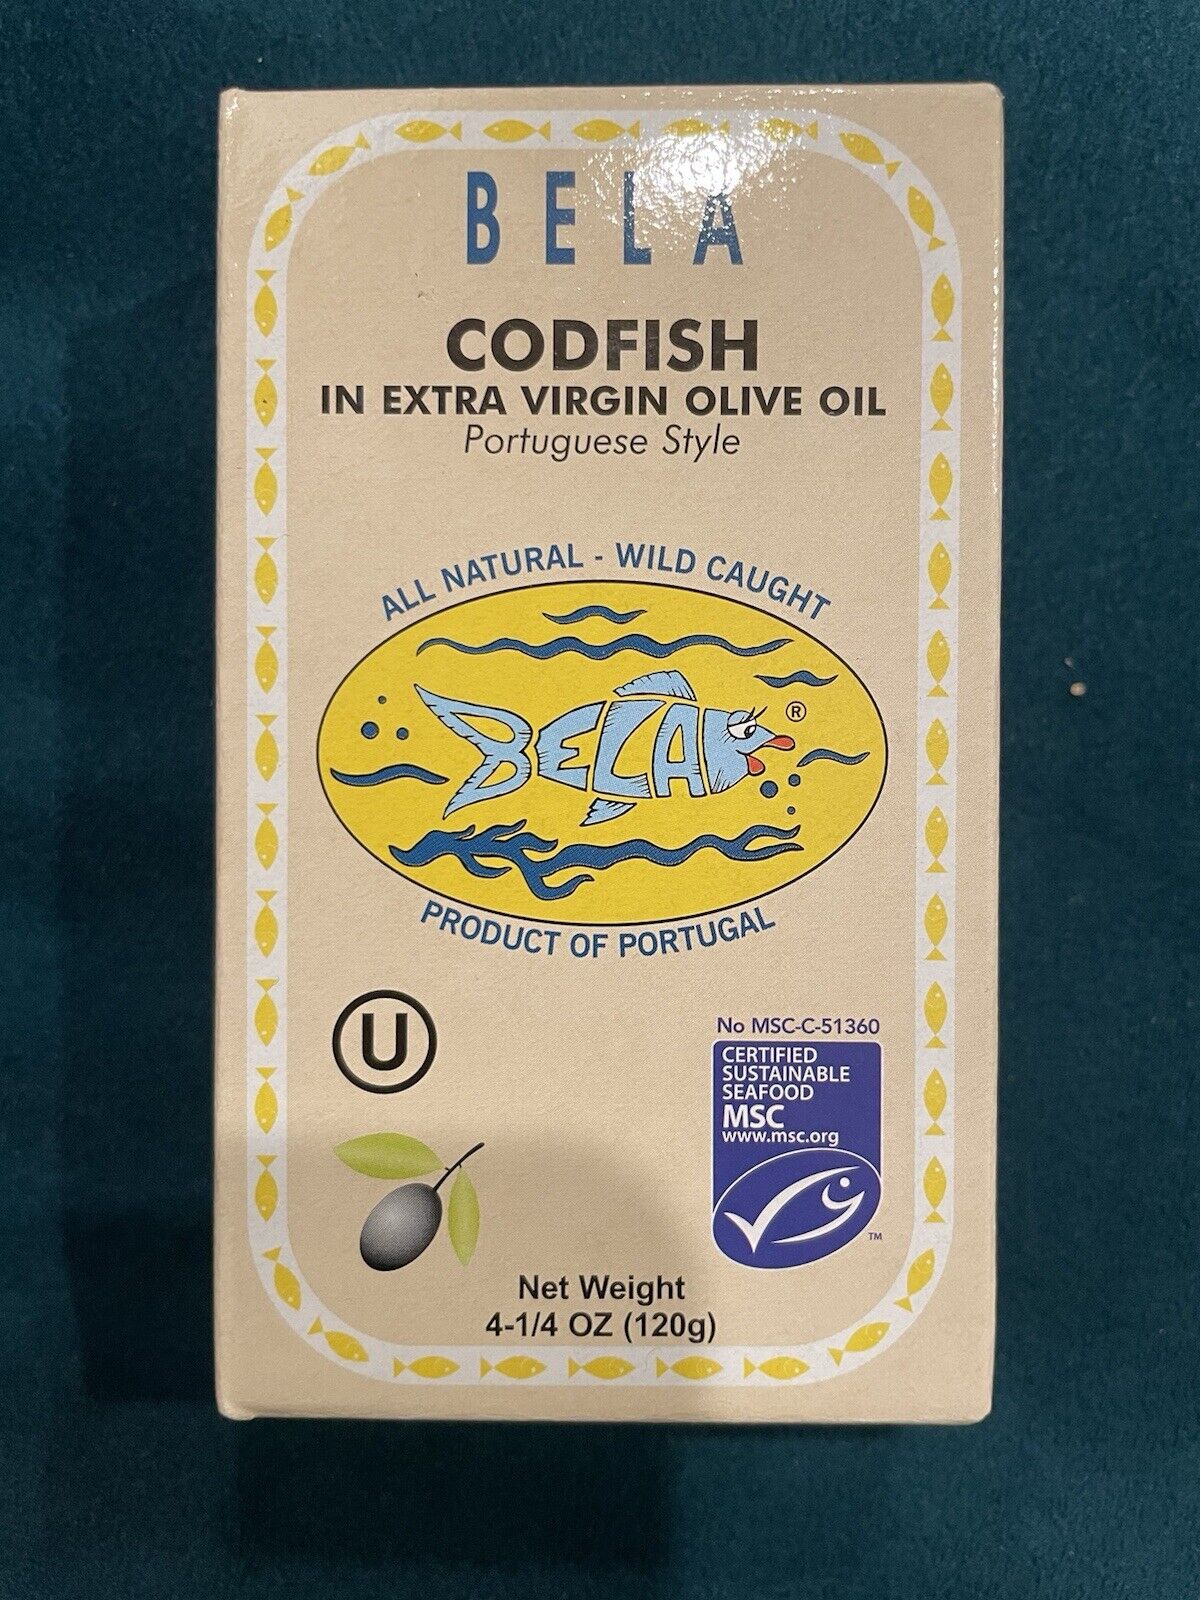 BELA
CODFISH
IN EXTRA VIRGIN OLIVE OIL
Portuguese Style
ALL NATURAL - WILD CAUGHT
BELA ®
PRODUCT OF PORTUGAL
U
No MSC-C-51360
CERTIFIED
SUSTAINABLE
SEAFOOD
MSC
www.msc.org
TM
Net Weight
4-1/4 OZ (120g)